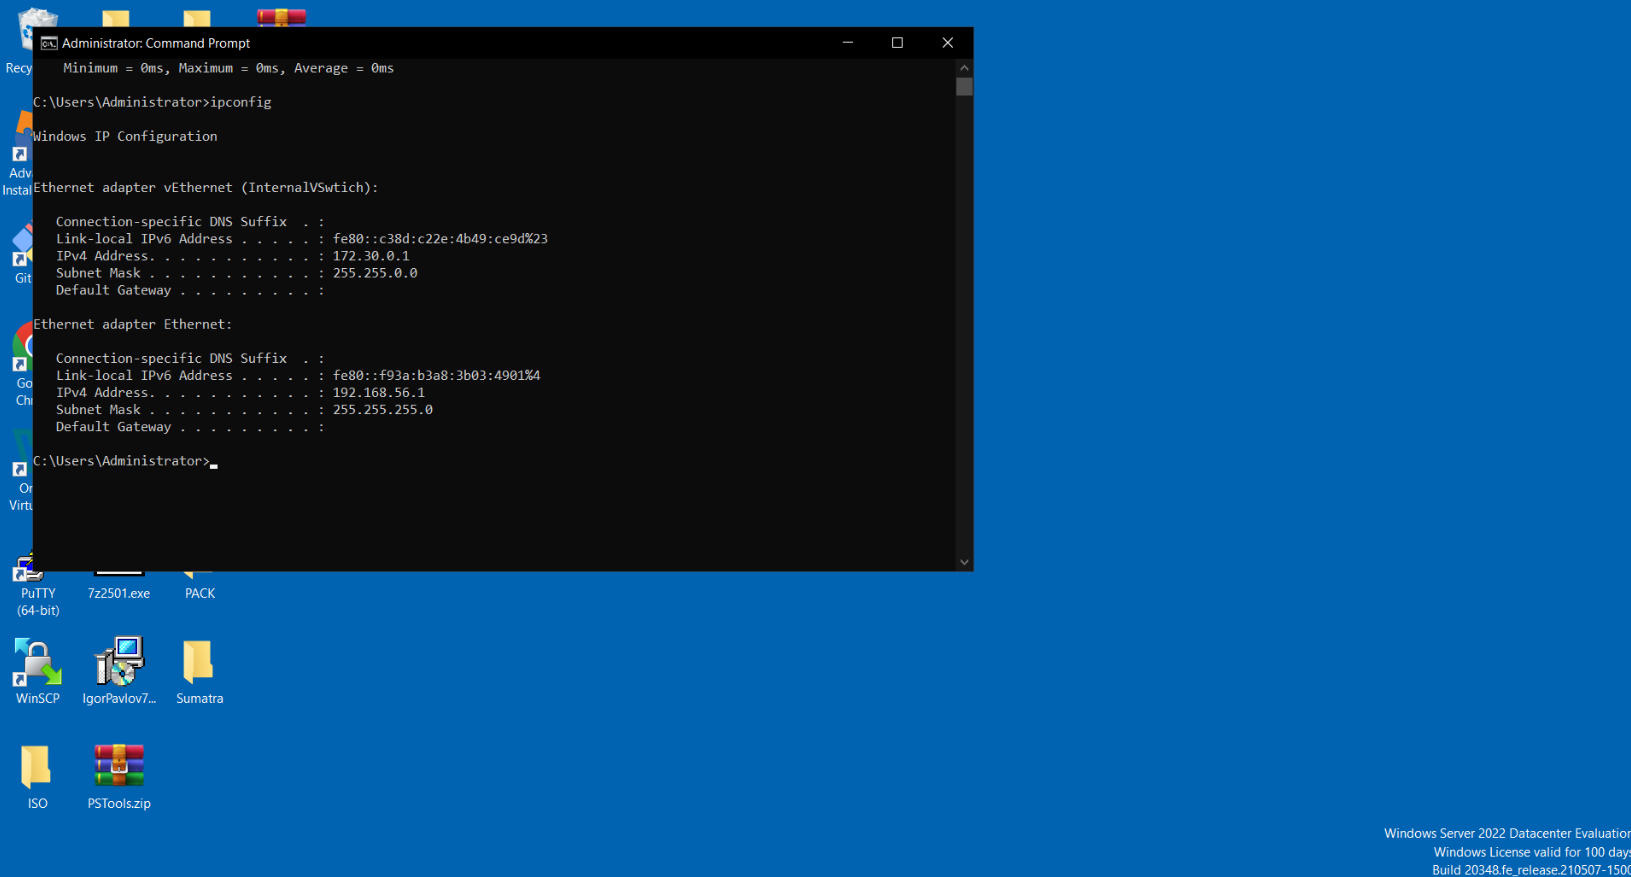 Administrator: Command Prompt
Minimum = 0ms, Maximum = 0ms, Average = 0ms
C:\Users\Administrator>ipconfig
Windows IP Configuration
Ethernet adapter vEthernet (InternalVSwtich):
Connection-specific DNS Suffix  . :
Link-local IPv6 Address . . . . . : fe80::c38d:c22e:4b49:ce9d%23
IPv4 Address. . . . . . . . . . . : 172.30.0.1
Subnet Mask . . . . . . . . . . . : 255.255.0.0
Default Gateway . . . . . . . . . :
Ethernet adapter Ethernet:
Connection-specific DNS Suffix  . :
Link-local IPv6 Address . . . . . : fe80::f93a:b3a8:3b03:4901%4
IPv4 Address. . . . . . . . . . . : 192.168.56.1
Subnet Mask . . . . . . . . . . . : 255.255.255.0
Default Gateway . . . . . . . . . :
C:\Users\Administrator>
Recy
Adva
Instal
Git
Go
Chr
Or
Virtu
PuTTY
(64-bit)
7z2501.exe
PACK
WinSCP
IgorPavlov7...
Sumatra
ISO
PSTools.zip
Windows Server 2022 Datacenter Evaluation
Windows License valid for 100 days
Build 20348.fe_release.210507-1500